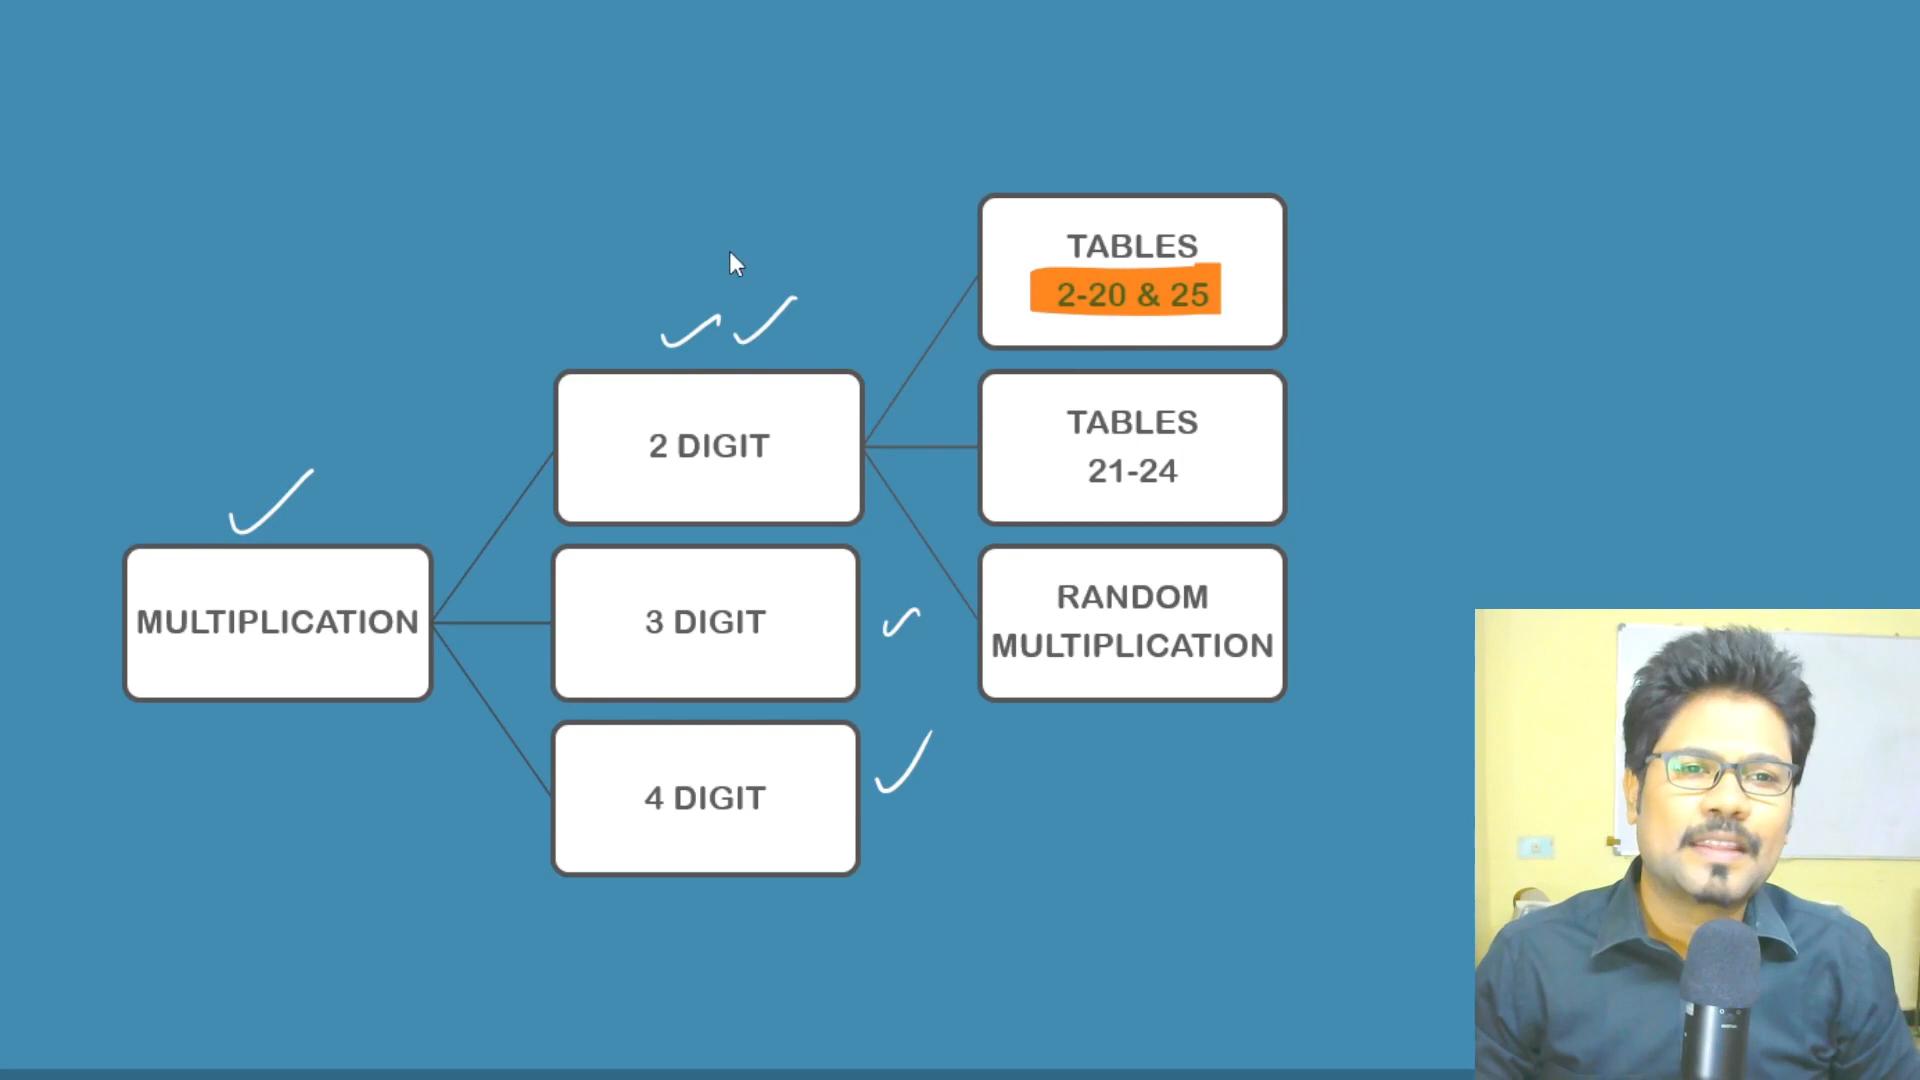 MULTIPLICATION
2 DIGIT
3 DIGIT
4 DIGIT
TABLES
2-20 & 25
TABLES
21-24
RANDOM
MULTIPLICATION